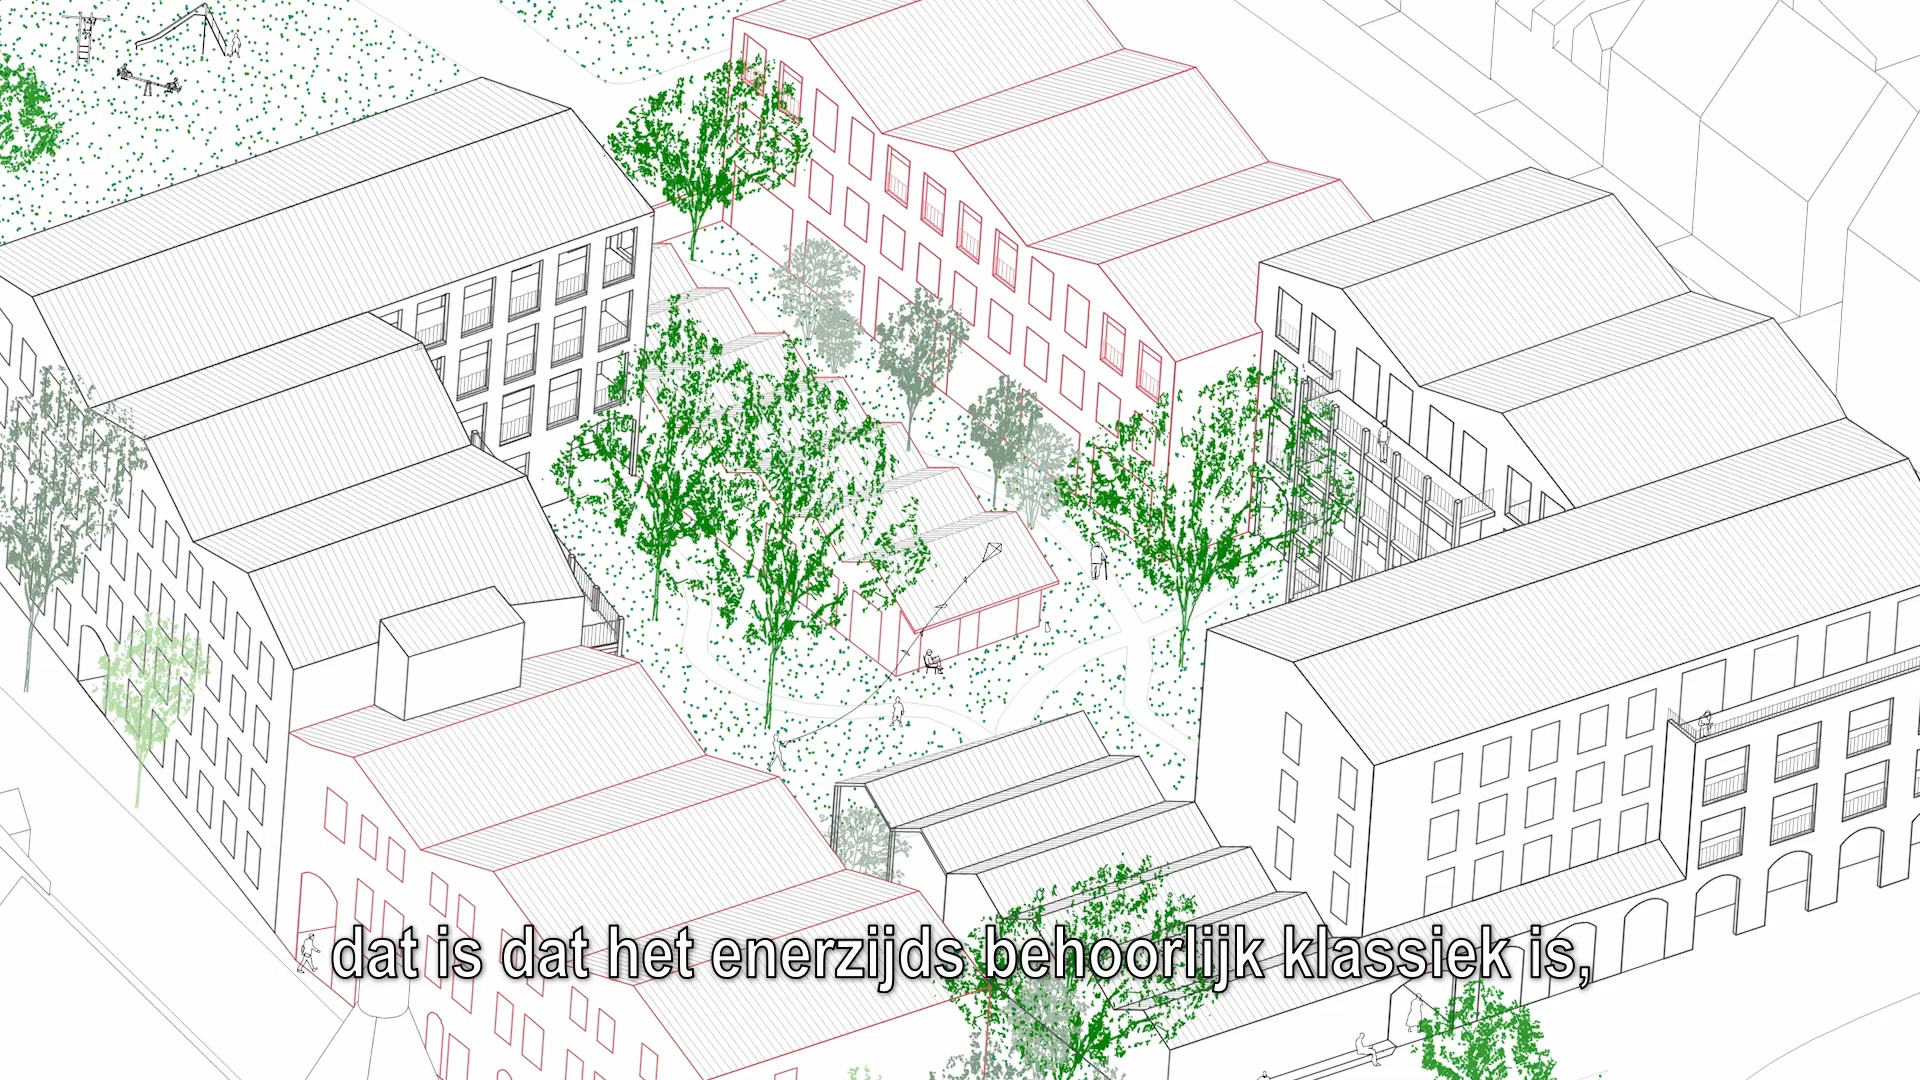 dat is dat het enerzijds behoorlijk klassiek is,